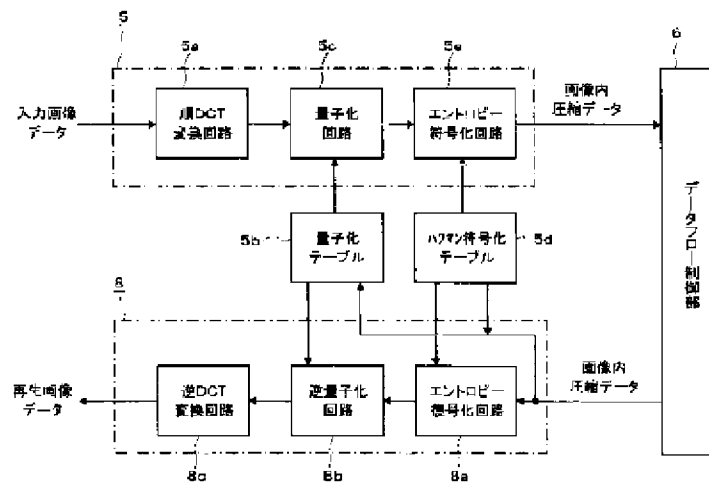 5
5a
5c
5e
6
入力画像
データ
順DCT
変換回路
量子化
回路
エントロピー
符号化回路
画像内
圧縮データ
データフロー制御部
5b
量子化
テーブル
ハフマン符号化
テーブル
5d
8
再生画像
データ
逆DCT
変換回路
逆量子化
回路
エントロピー
復号化回路
画像内
圧縮データ
8c
8b
8a